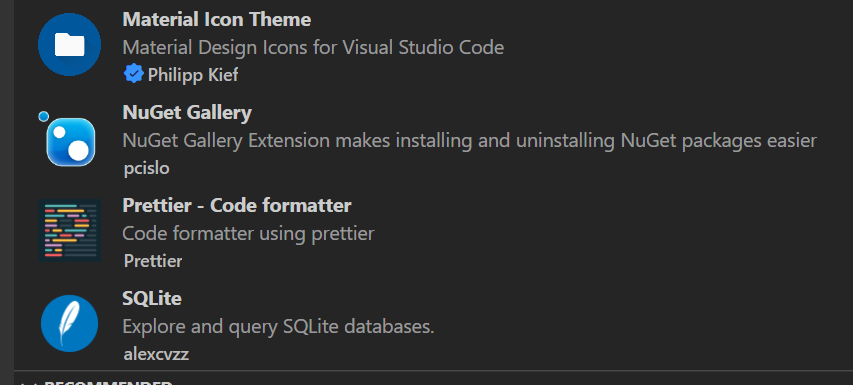 Material Icon Theme
Material Design Icons for Visual Studio Code
Philipp Kief
NuGet Gallery
NuGet Gallery Extension makes installing and uninstalling NuGet packages easier
pcislo
Prettier - Code formatter
Code formatter using prettier
Prettier
SQLite
Explore and query SQLite databases.
alexcvzz
RECOMMENDED